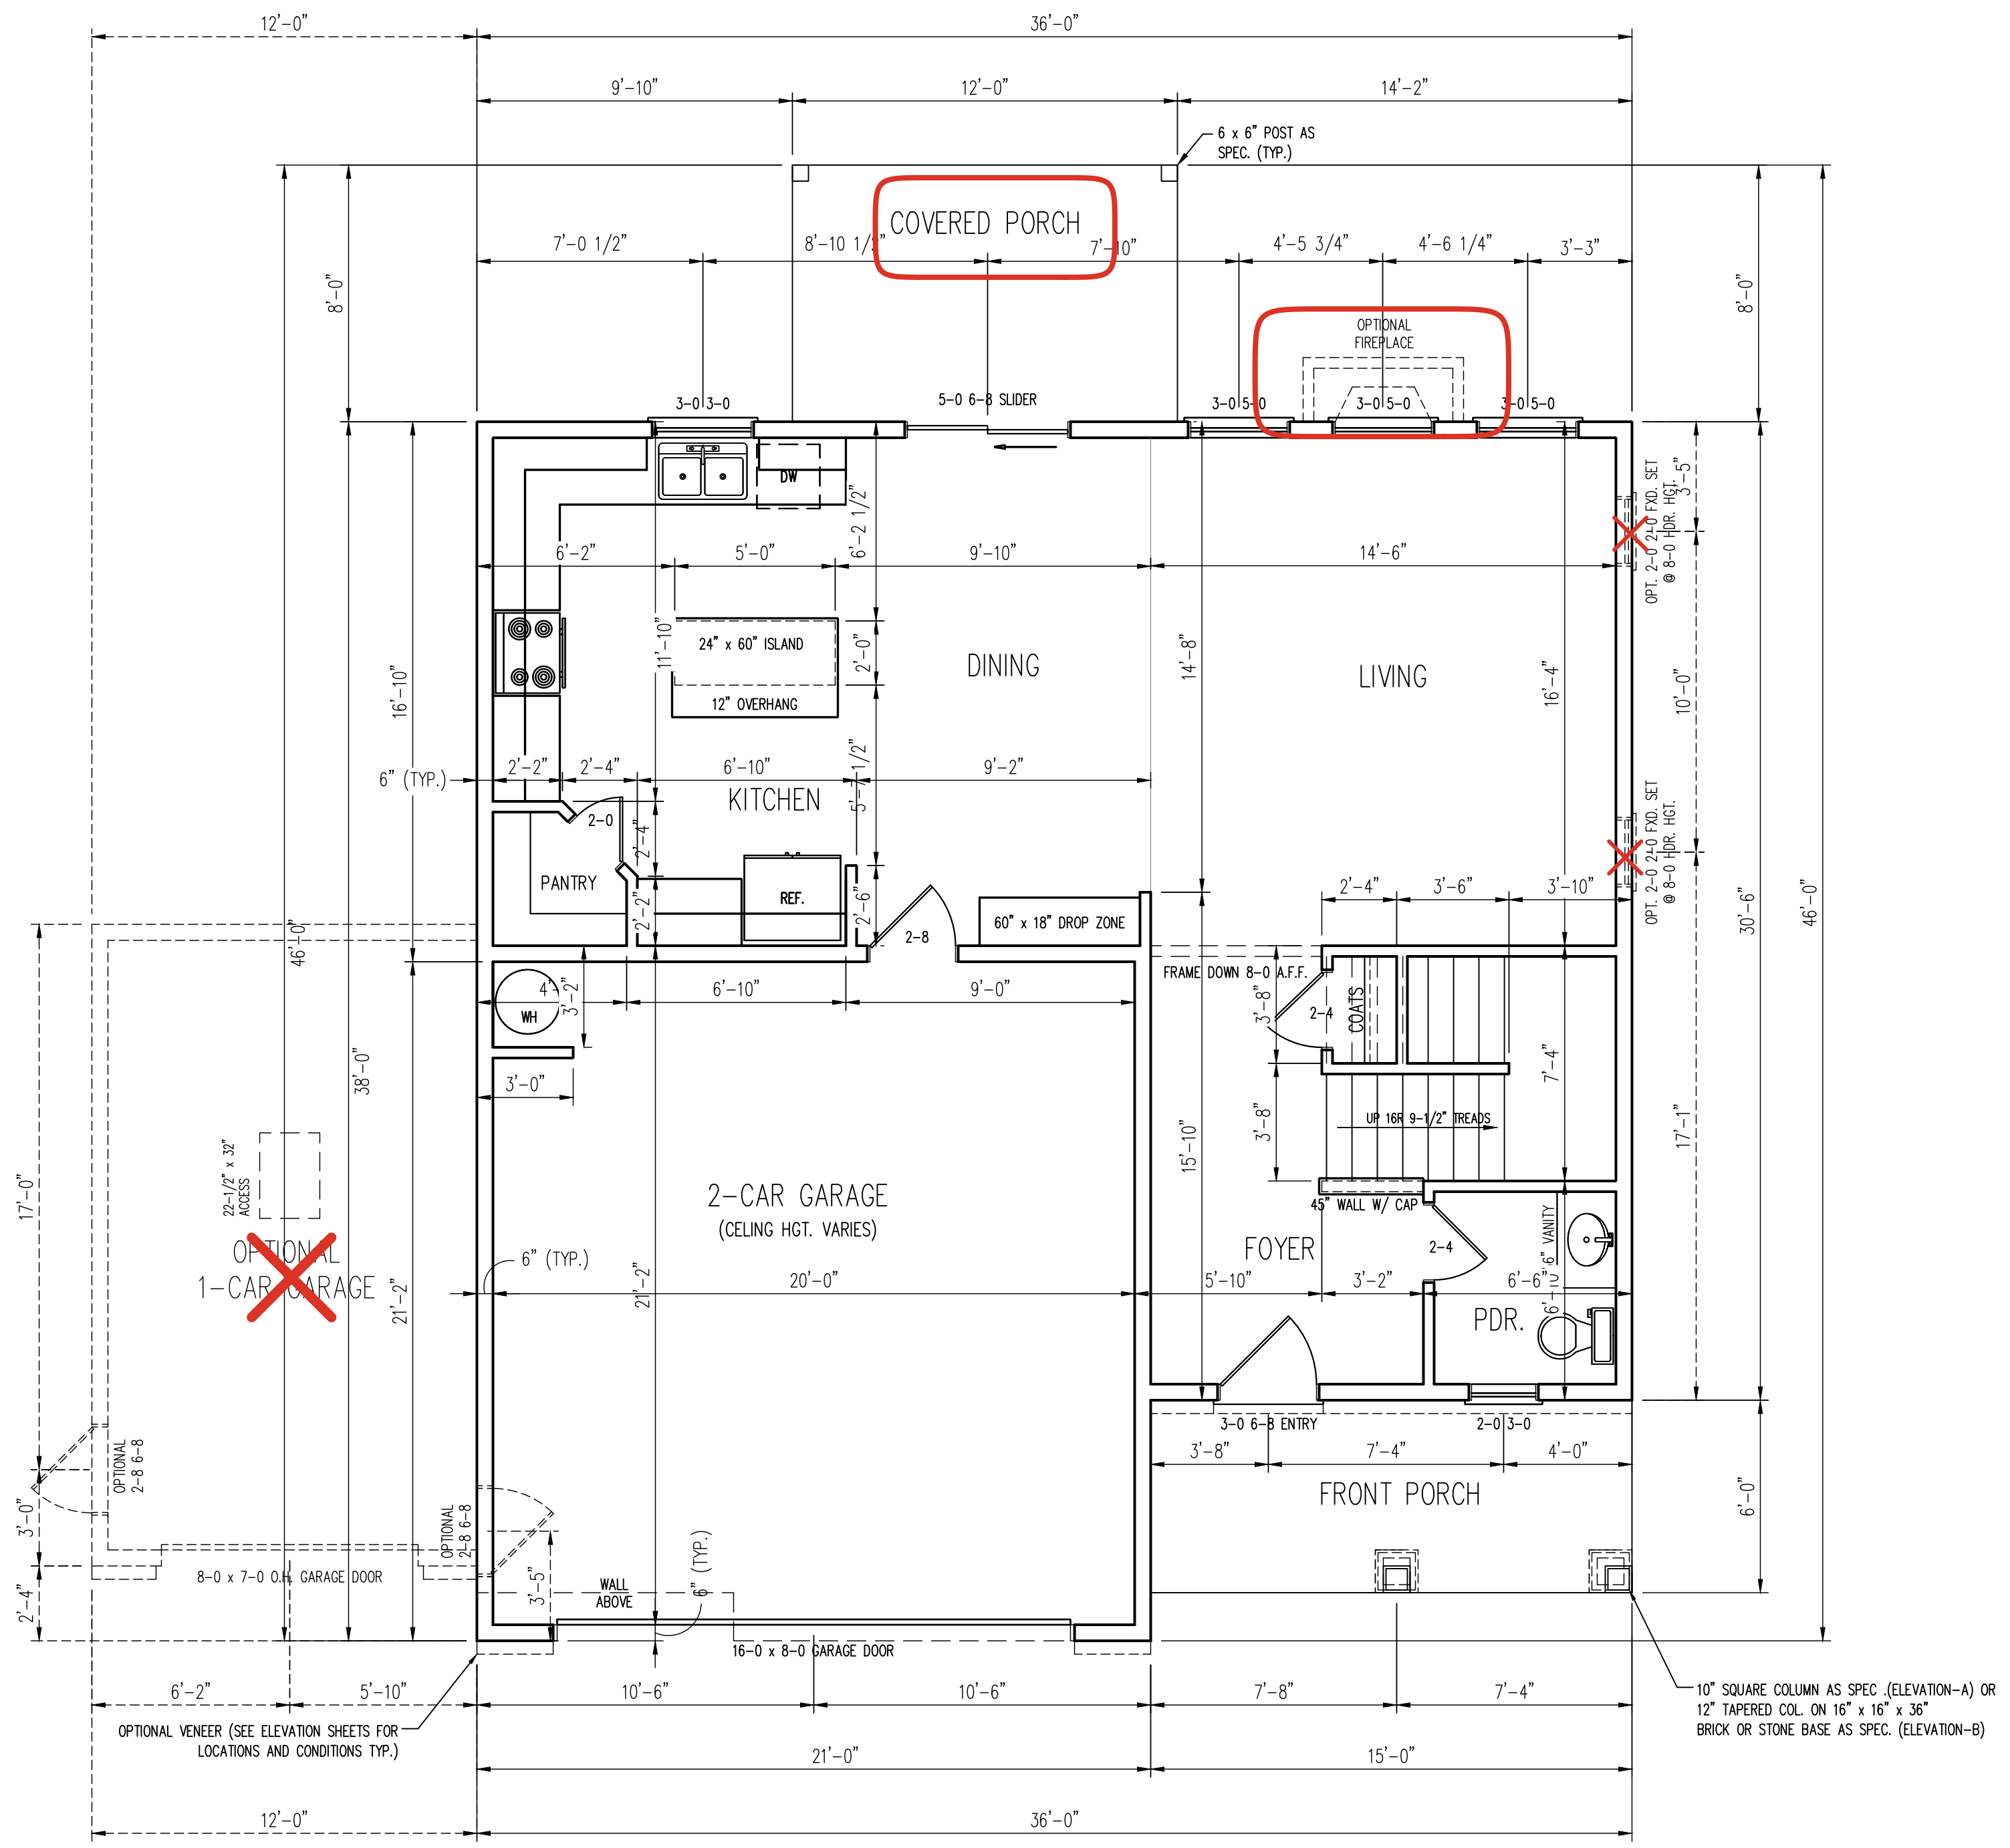 12'-0"
36'-0"
9'-10"
12'-0"
14'-2"
6 x 6" POST AS
SPEC. (TYP.)
COVERED PORCH
7'-0 1/2"
8'-10 1/2"
7'-10"
4'-5 3/4"
4'-6 1/4"
3'-3"
8'-0"
8'-0"
OPTIONAL
FIREPLACE
3-0 3-0
5-0 6-8 SLIDER
3-0 5-0
3-0 5-0
3-0 5-0
DW
6'-2 1/2"
3'-5"
OPT. 2-0 2-0 FXD. SET
@ 8-0 HDR. HGT.
6'-2"
5'-0"
9'-10"
14'-6"
24" x 60" ISLAND
12" OVERHANG
11'-10"
2'-0"
DINING
LIVING
14'-8"
16'-4"
16'-10"
10'-0"
6" (TYP.)
2'-2"
2'-4"
6'-10"
9'-2"
KITCHEN
5'-7 1/2"
2-0
2'-4"
PANTRY
REF.
2'-2"
2'-6"
2-8
60" x 18" DROP ZONE
2'-4"
3'-6"
3'-10"
OPT. 2-0 2-0 FXD. SET
@ 8-0 HDR. HGT.
30'-6"
46'-0"
46'-0"
38'-0"
FRAME DOWN 8-0 A.F.F.
4'-
3'-2"
6'-10"
9'-0"
WH
3'-8"
2-4
COATS
3'-0"
7'-4"
3'-8"
UP 16R 9-1/2" TREADS
15'-10"
17'-1"
22-1/2" x 32"
ACCESS
17'-0"
OPTIONAL
1-CAR GARAGE
2-CAR GARAGE
(CELING HGT. VARIES)
45" WALL W/ CAP
FOYER
2-4
6" VANITY
6" (TYP.)
21'-2"
21'-2"
20'-0"
5'-10"
3'-2"
6'-6"
6'-10"
PDR.
3-0 6-8 ENTRY
2-0 3-0
3'-8"
7'-4"
4'-0"
FRONT PORCH
6'-0"
OPTIONAL
2-8 6-8
OPTIONAL
2-8 6-8
3'-0"
2'-4"
8-0 x 7-0 O.H. GARAGE DOOR
3'-5"
WALL
ABOVE
6" (TYP.)
16-0 x 8-0 GARAGE DOOR
6'-2"
5'-10"
10'-6"
10'-6"
7'-8"
7'-4"
10" SQUARE COLUMN AS SPEC .(ELEVATION-A) OR
12" TAPERED COL. ON 16" x 16" x 36"
BRICK OR STONE BASE AS SPEC. (ELEVATION-B)
OPTIONAL VENEER (SEE ELEVATION SHEETS FOR
LOCATIONS AND CONDITIONS TYP.)
21'-0"
15'-0"
12'-0"
36'-0"